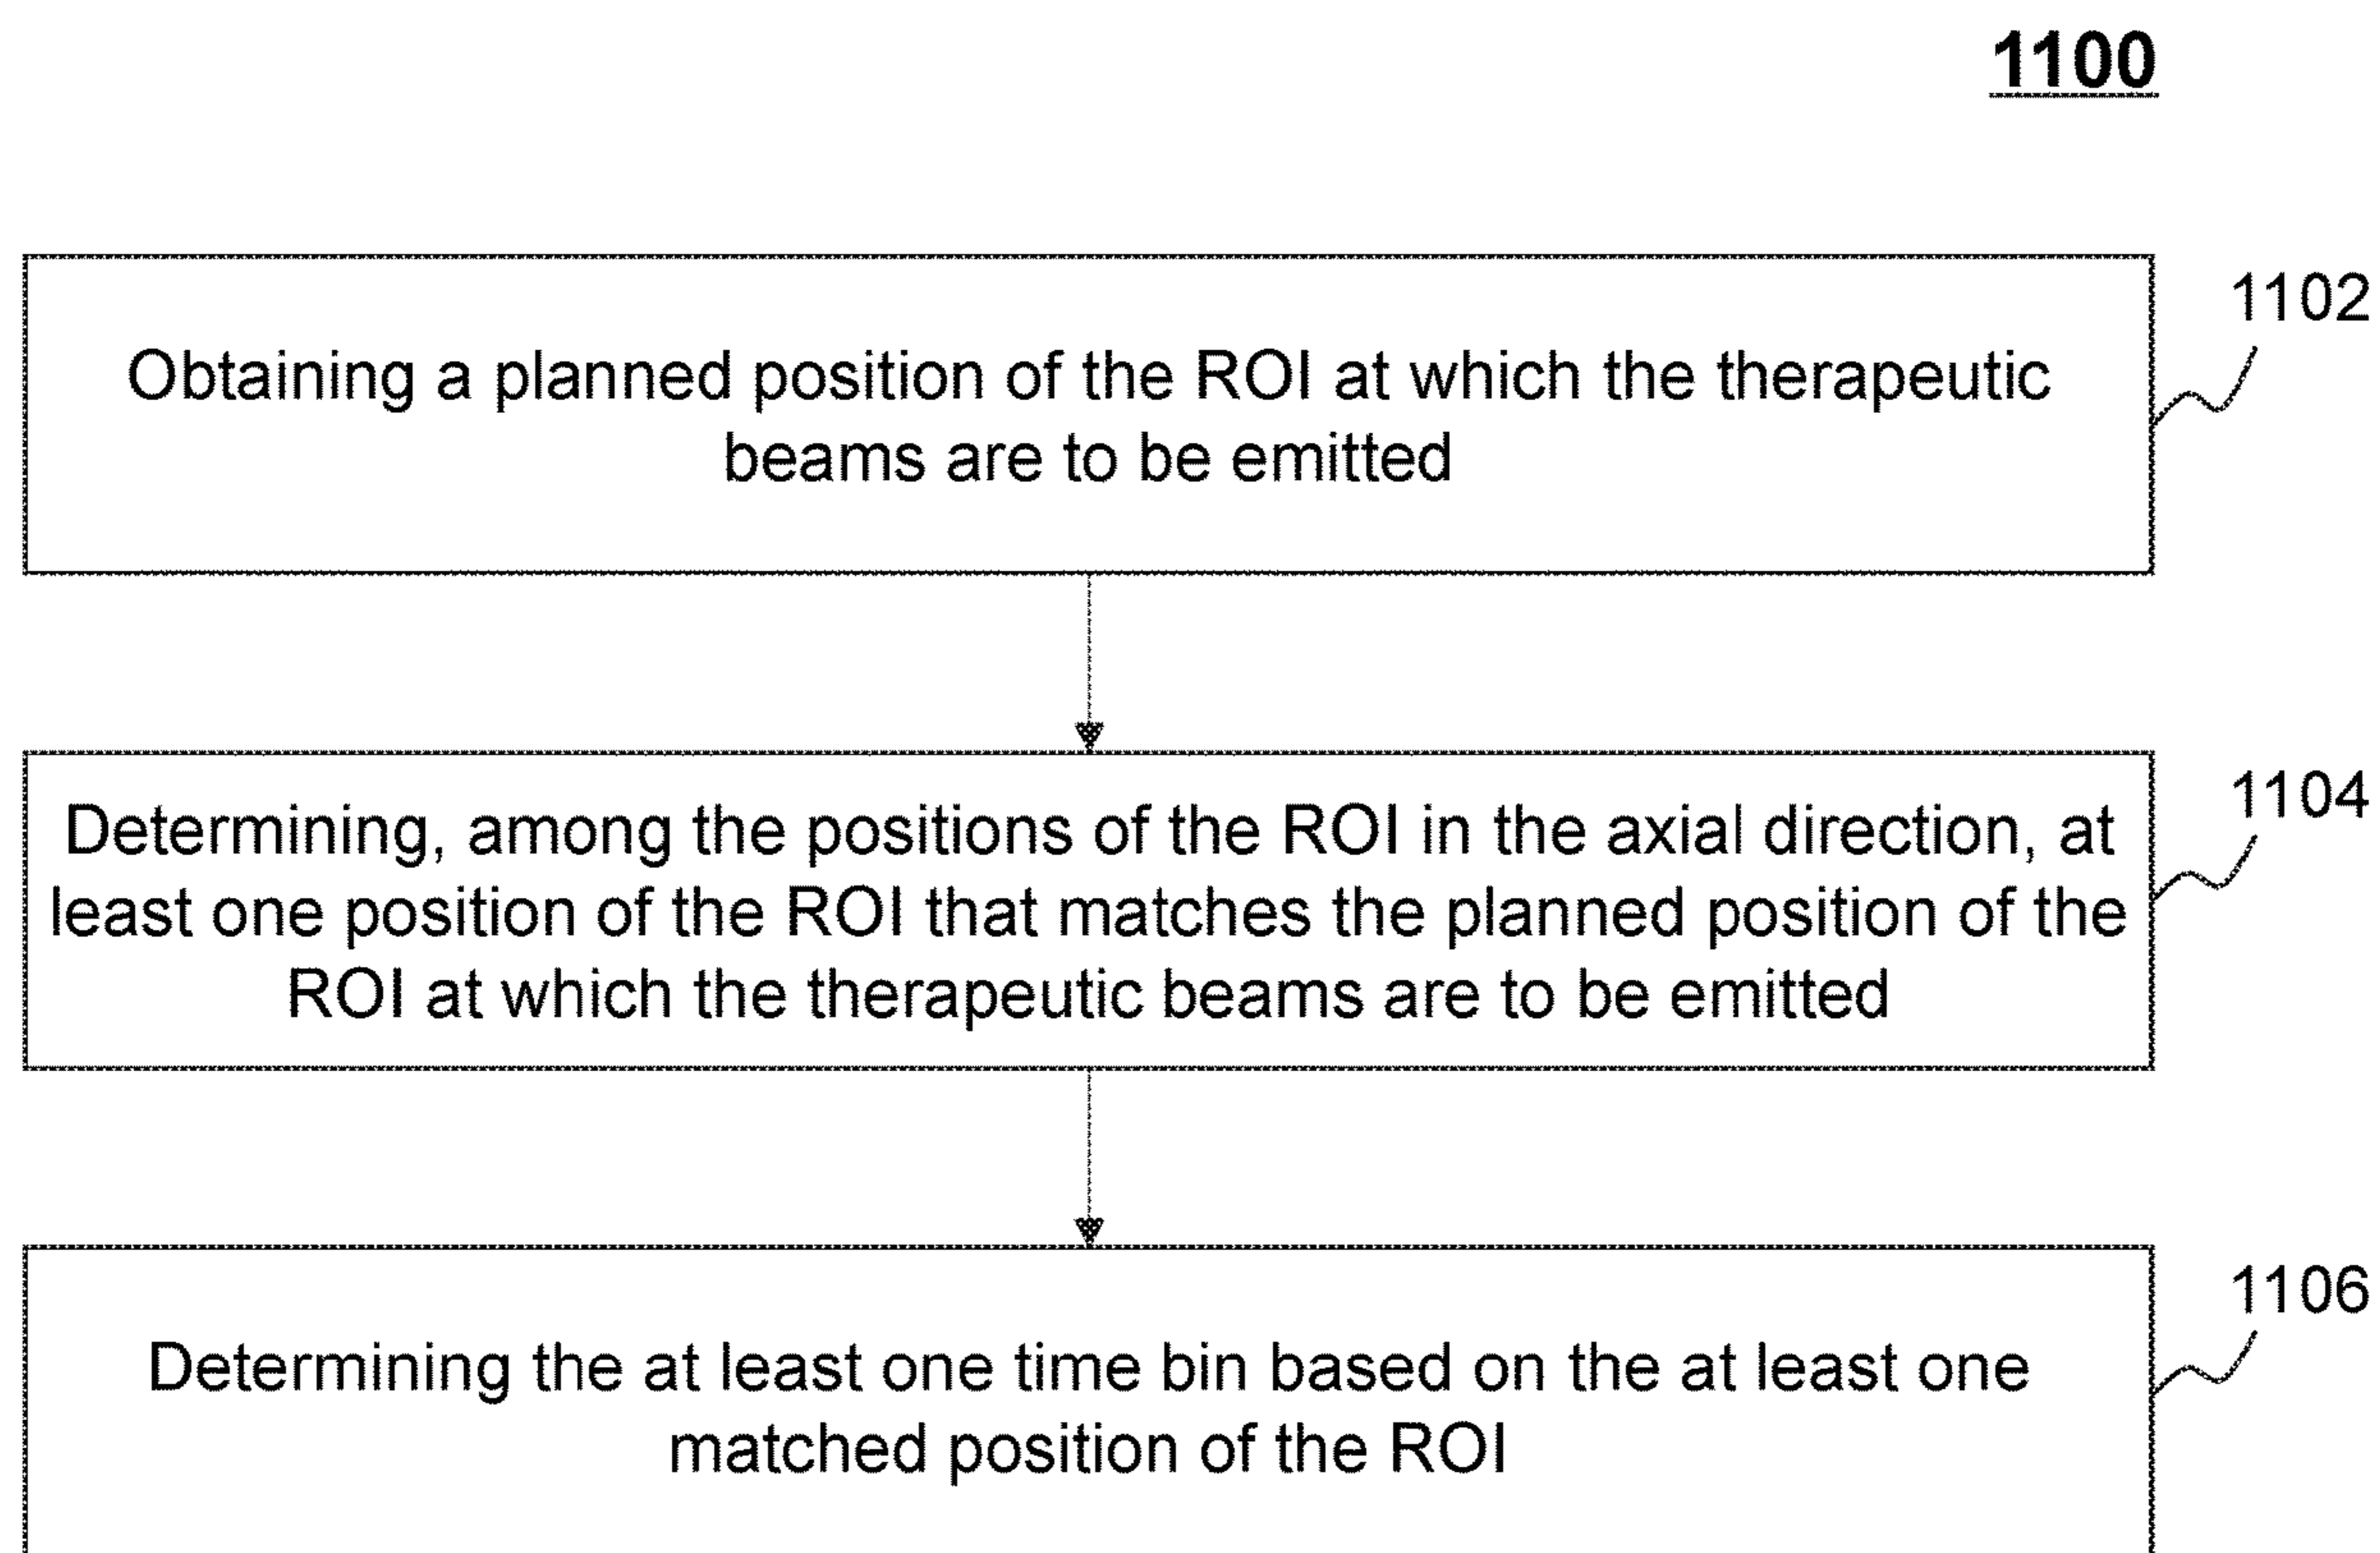 1100
1102
Obtaining a planned position of the ROI at which the therapeutic
beams are to be emitted
1104
Determining, among the positions of the ROI in the axial direction, at
least one position of the ROI that matches the planned position of the
ROI at which the therapeutic beams are to be emitted
1106
Determining the at least one time bin based on the at least one
matched position of the ROI